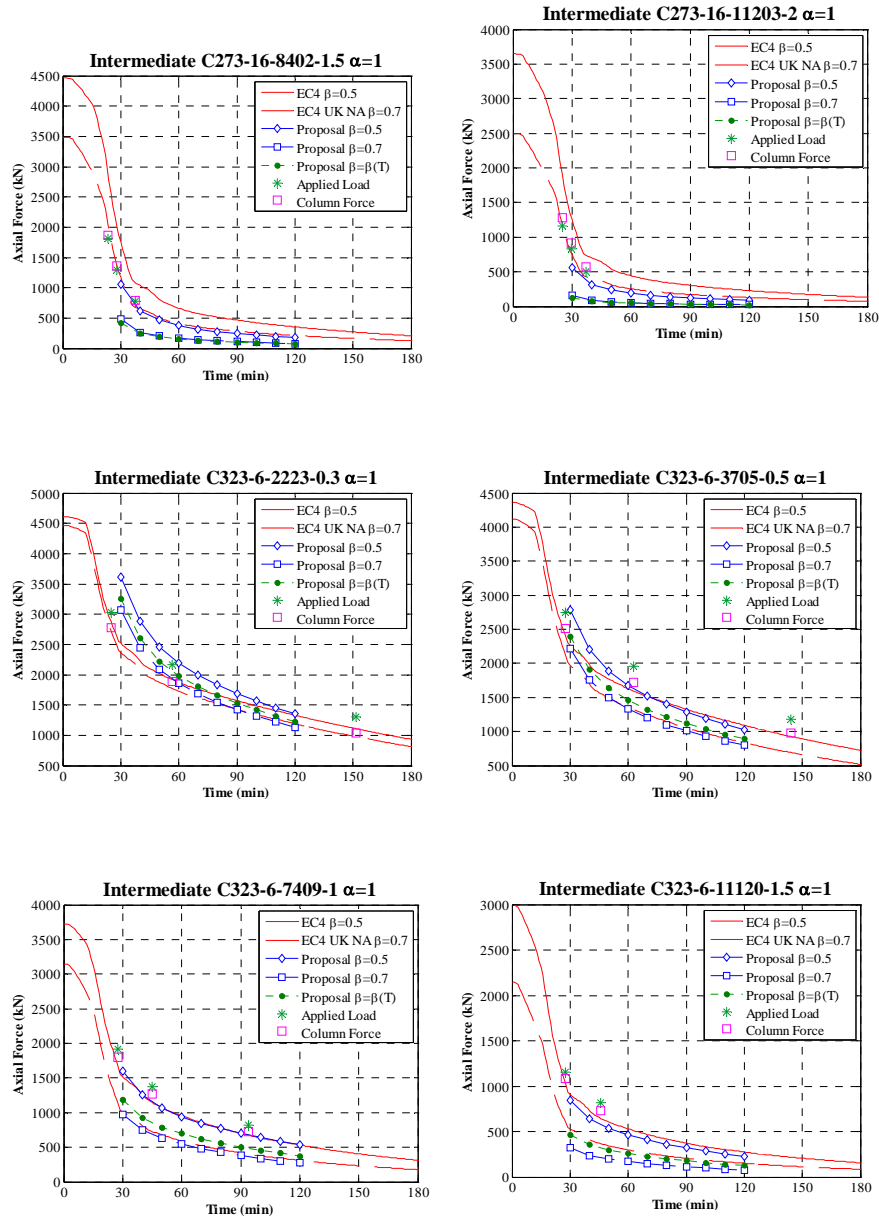 Intermediate C273-16-8402-1.5 α=1
Axial Force (kN)
4500
4000
3500
3000
2500
2000
1500
1000
500
0
EC4 β=0.5
EC4 UK NA β=0.7
Proposal β=0.5
Proposal β=0.7
Proposal β=β(T)
Applied Load
Column Force
0 30 60 90 120 150 180
Time (min)
Intermediate C273-16-11203-2 α=1
Axial Force (kN)
4000
3500
3000
2500
2000
1500
1000
500
0
EC4 β=0.5
EC4 UK NA β=0.7
Proposal β=0.5
Proposal β=0.7
Proposal β=β(T)
Applied Load
Column Force
0 30 60 90 120 150 180
Time (min)
Intermediate C323-6-2223-0.3 α=1
Axial Force (kN)
5000
4500
4000
3500
3000
2500
2000
1500
1000
500
EC4 β=0.5
EC4 UK NA β=0.7
Proposal β=0.5
Proposal β=0.7
Proposal β=β(T)
Applied Load
Column Force
0 30 60 90 120 150 180
Time (min)
Intermediate C323-6-3705-0.5 α=1
Axial Force (kN)
4500
4000
3500
3000
2500
2000
1500
1000
500
EC4 β=0.5
EC4 UK NA β=0.7
Proposal β=0.5
Proposal β=0.7
Proposal β=β(T)
Applied Load
Column Force
0 30 60 90 120 150 180
Time (min)
Intermediate C323-6-7409-1 α=1
Axial Force (kN)
4000
3500
3000
2500
2000
1500
1000
500
0
EC4 β=0.5
EC4 UK NA β=0.7
Proposal β=0.5
Proposal β=0.7
Proposal β=β(T)
Applied Load
Column Force
0 30 60 90 120 150 180
Time (min)
Intermediate C323-6-11120-1.5 α=1
Axial Force (kN)
3000
2500
2000
1500
1000
500
0
EC4 β=0.5
EC4 UK NA β=0.7
Proposal β=0.5
Proposal β=0.7
Proposal β=β(T)
Applied Load
Column Force
0 30 60 90 120 150 180
Time (min)